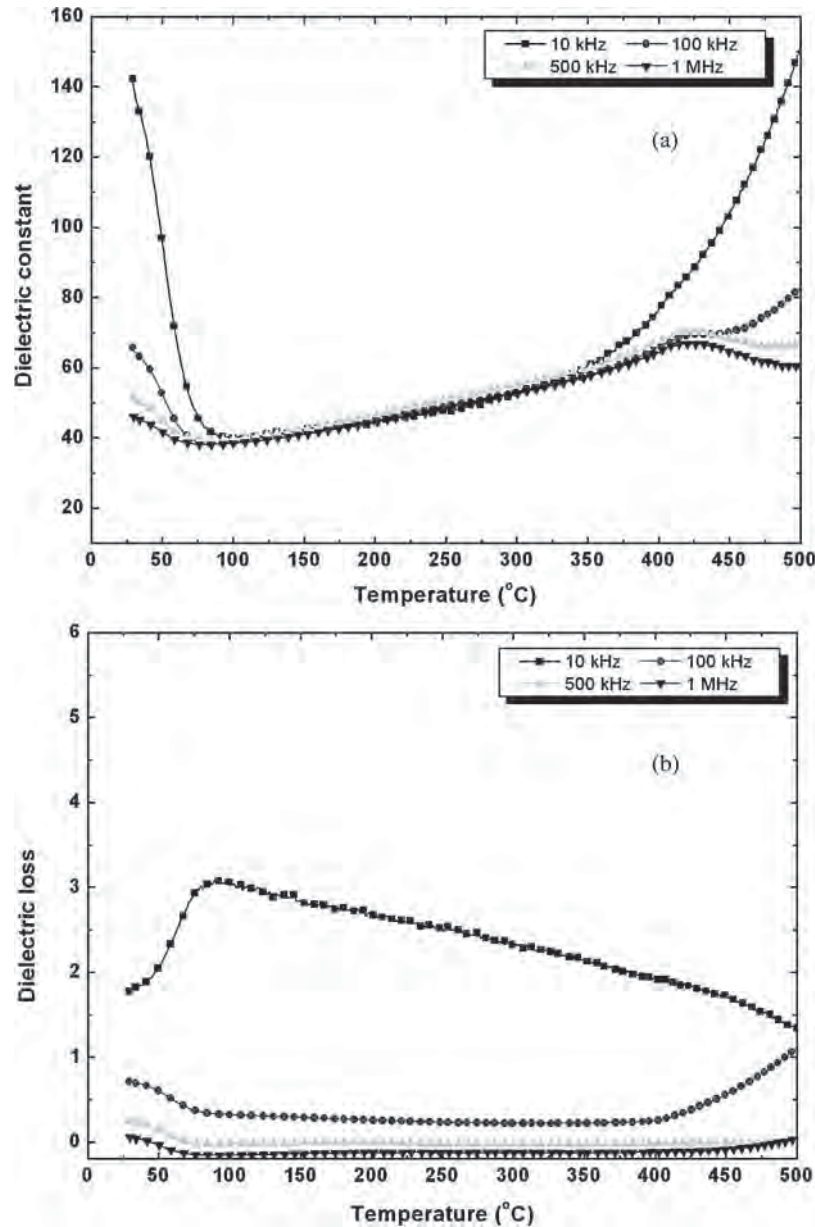 160
140
120
100
80
60
40
20
Dielectric constant
10 kHz 100 kHz
500 kHz 1 MHz
(a)
0 50 100 150 200 250 300 350 400 450 500
Temperature (°C)
6
5
4
3
2
1
0
Dielectric loss
10 kHz 100 kHz
500 kHz 1 MHz
(b)
0 50 100 150 200 250 300 350 400 450 500
Temperature (°C)